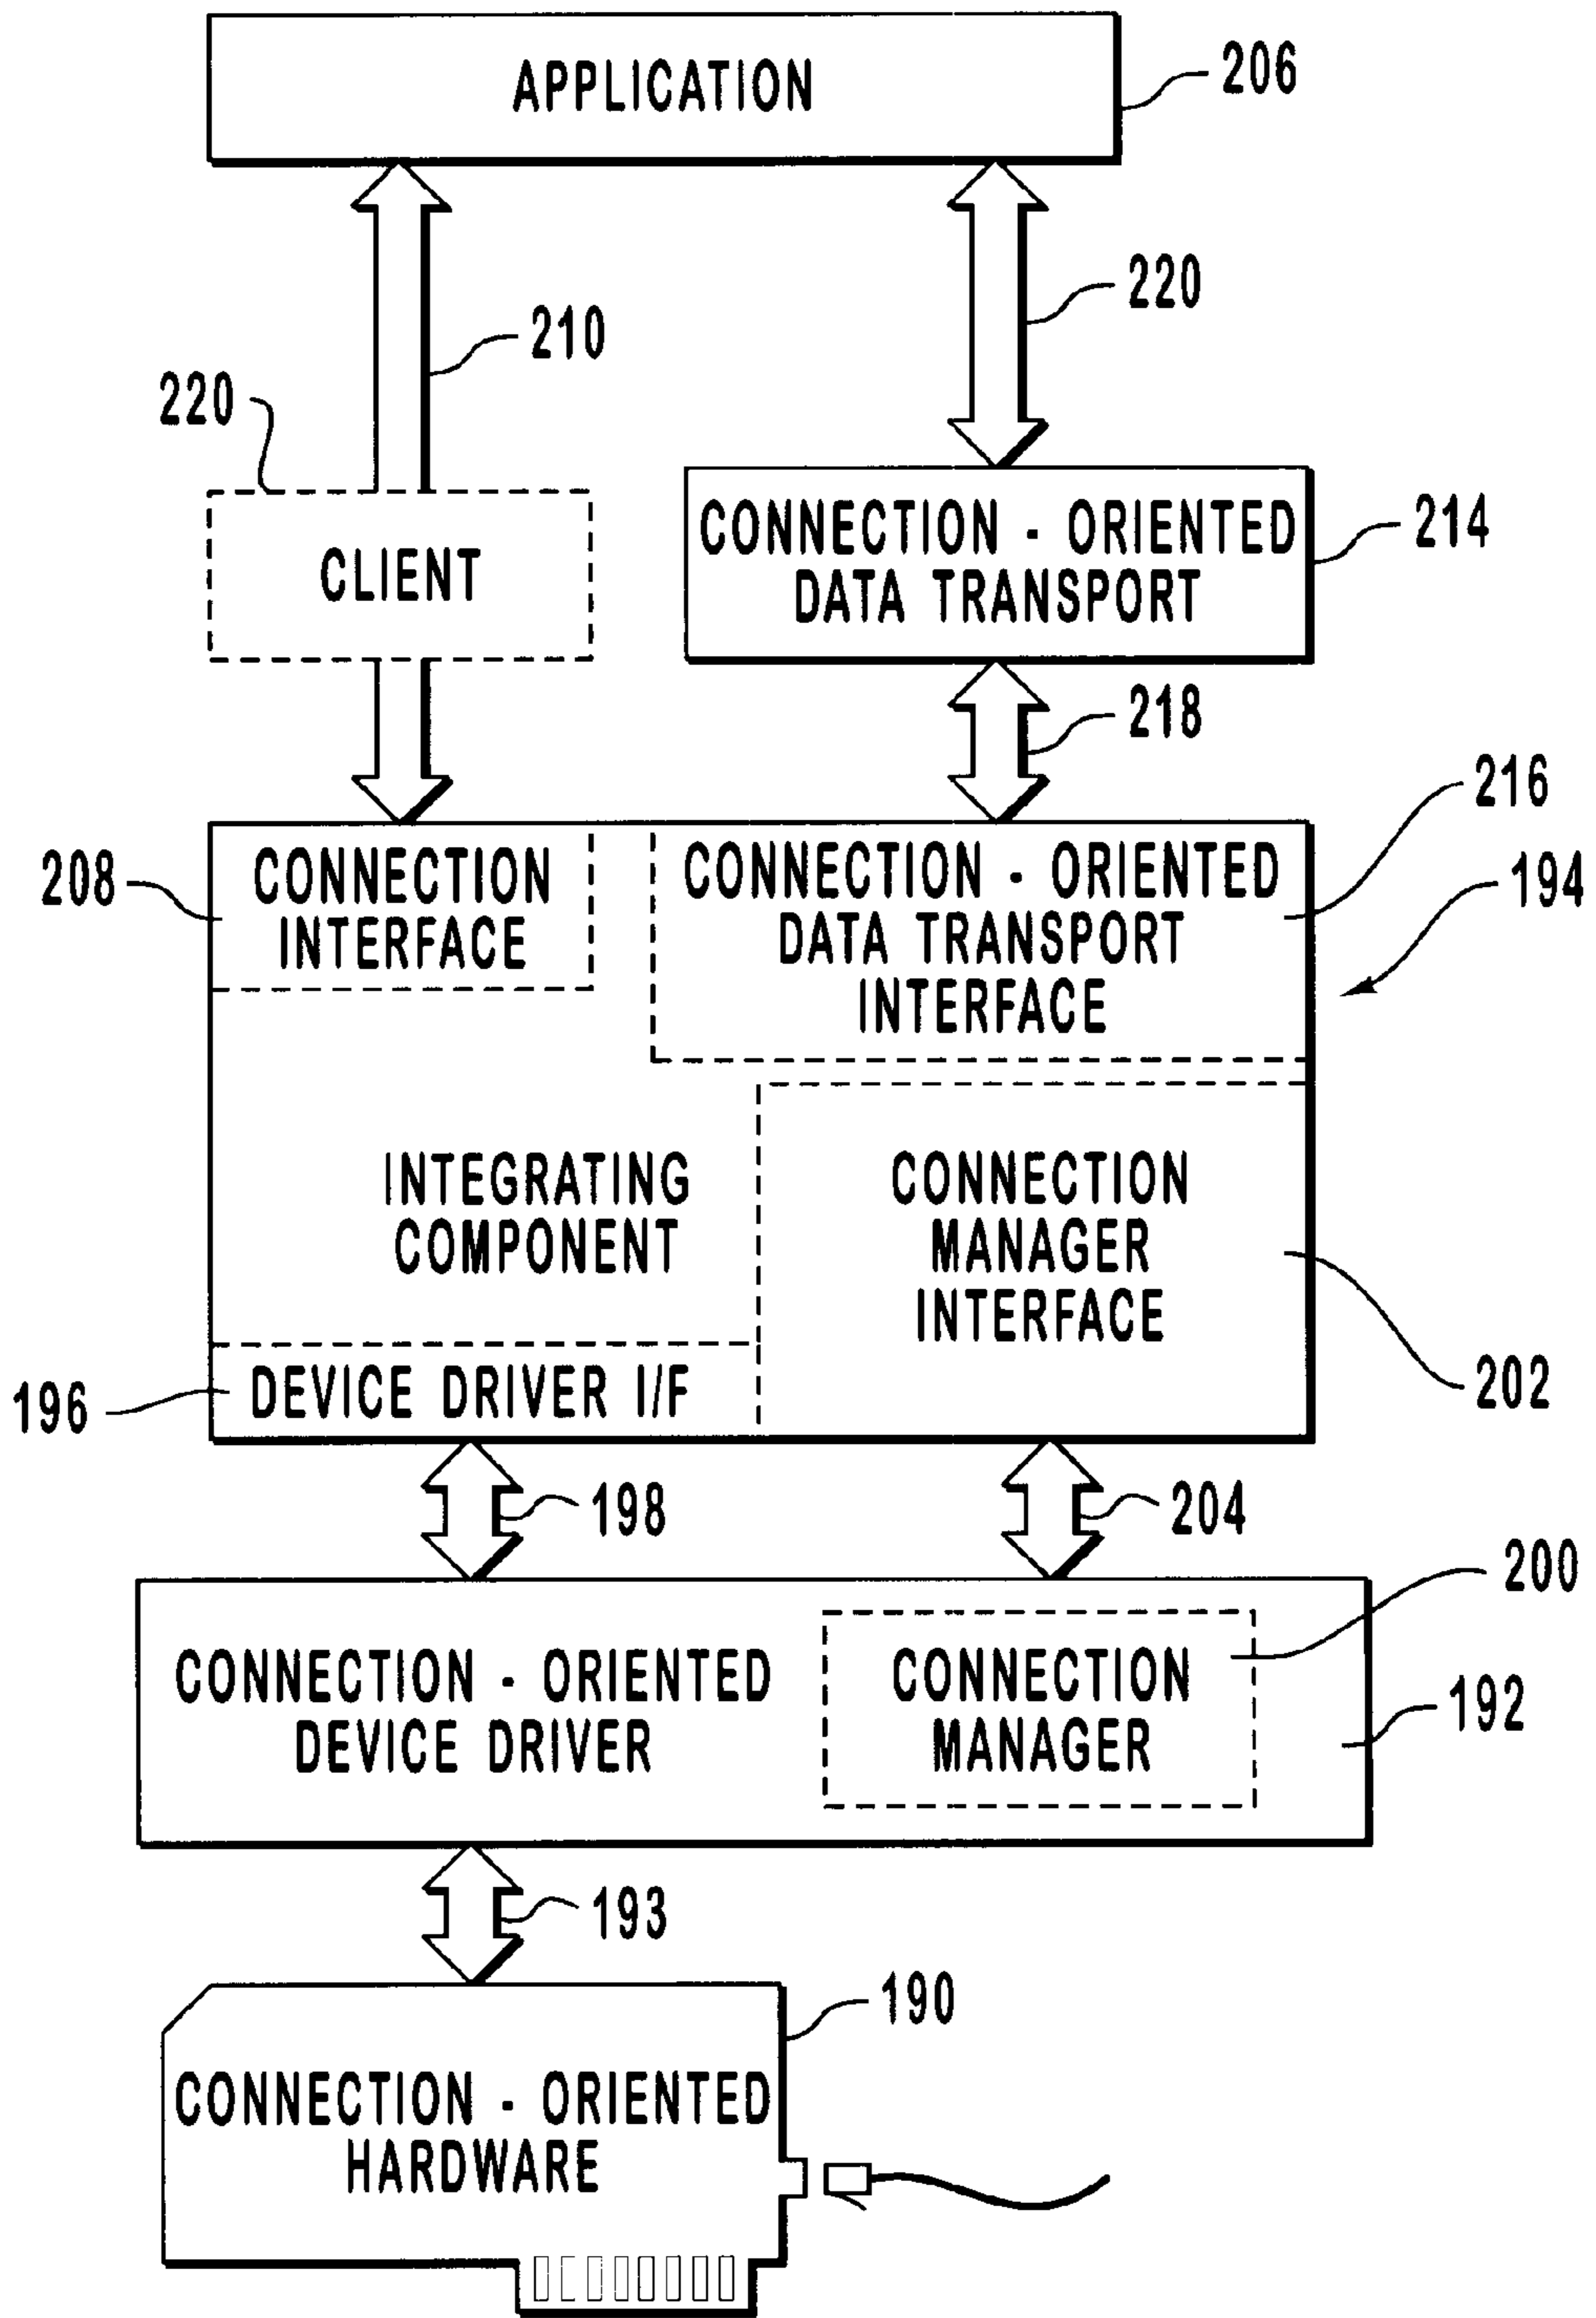 APPLICATION
206
220
210
220
CLIENT
CONNECTION - ORIENTED
DATA TRANSPORT
214
218
216
208
CONNECTION
INTERFACE
CONNECTION - ORIENTED
DATA TRANSPORT
INTERFACE
194
INTEGRATING
COMPONENT
CONNECTION
MANAGER
INTERFACE
196
DEVICE DRIVER I/F
202
198
204
200
CONNECTION - ORIENTED
DEVICE DRIVER
CONNECTION
MANAGER
192
193
190
CONNECTION - ORIENTED
HARDWARE